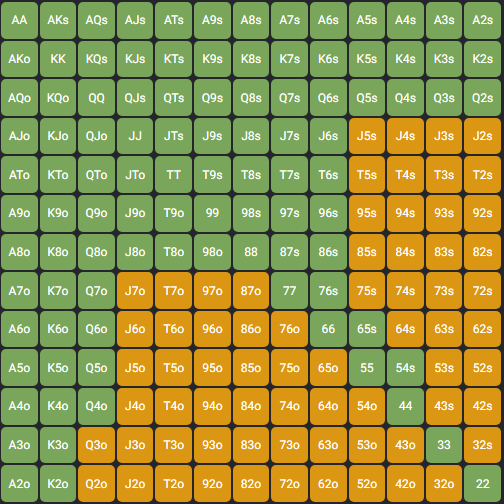 AA AKs AQs AJs ATs A9s A8s A7s A6s A5s A4s A3s A2s
AKo KK KQs KJs KTs K9s K8s K7s K6s K5s K4s K3s K2s
AQo KQo QQ QJs QTs Q9s Q8s Q7s Q6s Q5s Q4s Q3s Q2s
AJo KJo QJo JJ JTs J9s J8s J7s J6s J5s J4s J3s J2s
ATo KTo QTo JTo TT T9s T8s T7s T6s T5s T4s T3s T2s
A9o K9o Q9o J9o T9o 99 98s 97s 96s 95s 94s 93s 92s
A8o K8o Q8o J8o T8o 98o 88 87s 86s 85s 84s 83s 82s
A7o K7o Q7o J7o T7o 97o 87o 77 76s 75s 74s 73s 72s
A6o K6o Q6o J6o T6o 96o 86o 76o 66 65s 64s 63s 62s
A5o K5o Q5o J5o T5o 95o 85o 75o 65o 55 54s 53s 52s
A4o K4o Q4o J4o T4o 94o 84o 74o 64o 54o 44 43s 42s
A3o K3o Q3o J3o T3o 93o 83o 73o 63o 53o 43o 33 32s
A2o K2o Q2o J2o T2o 92o 82o 72o 62o 52o 42o 32o 22